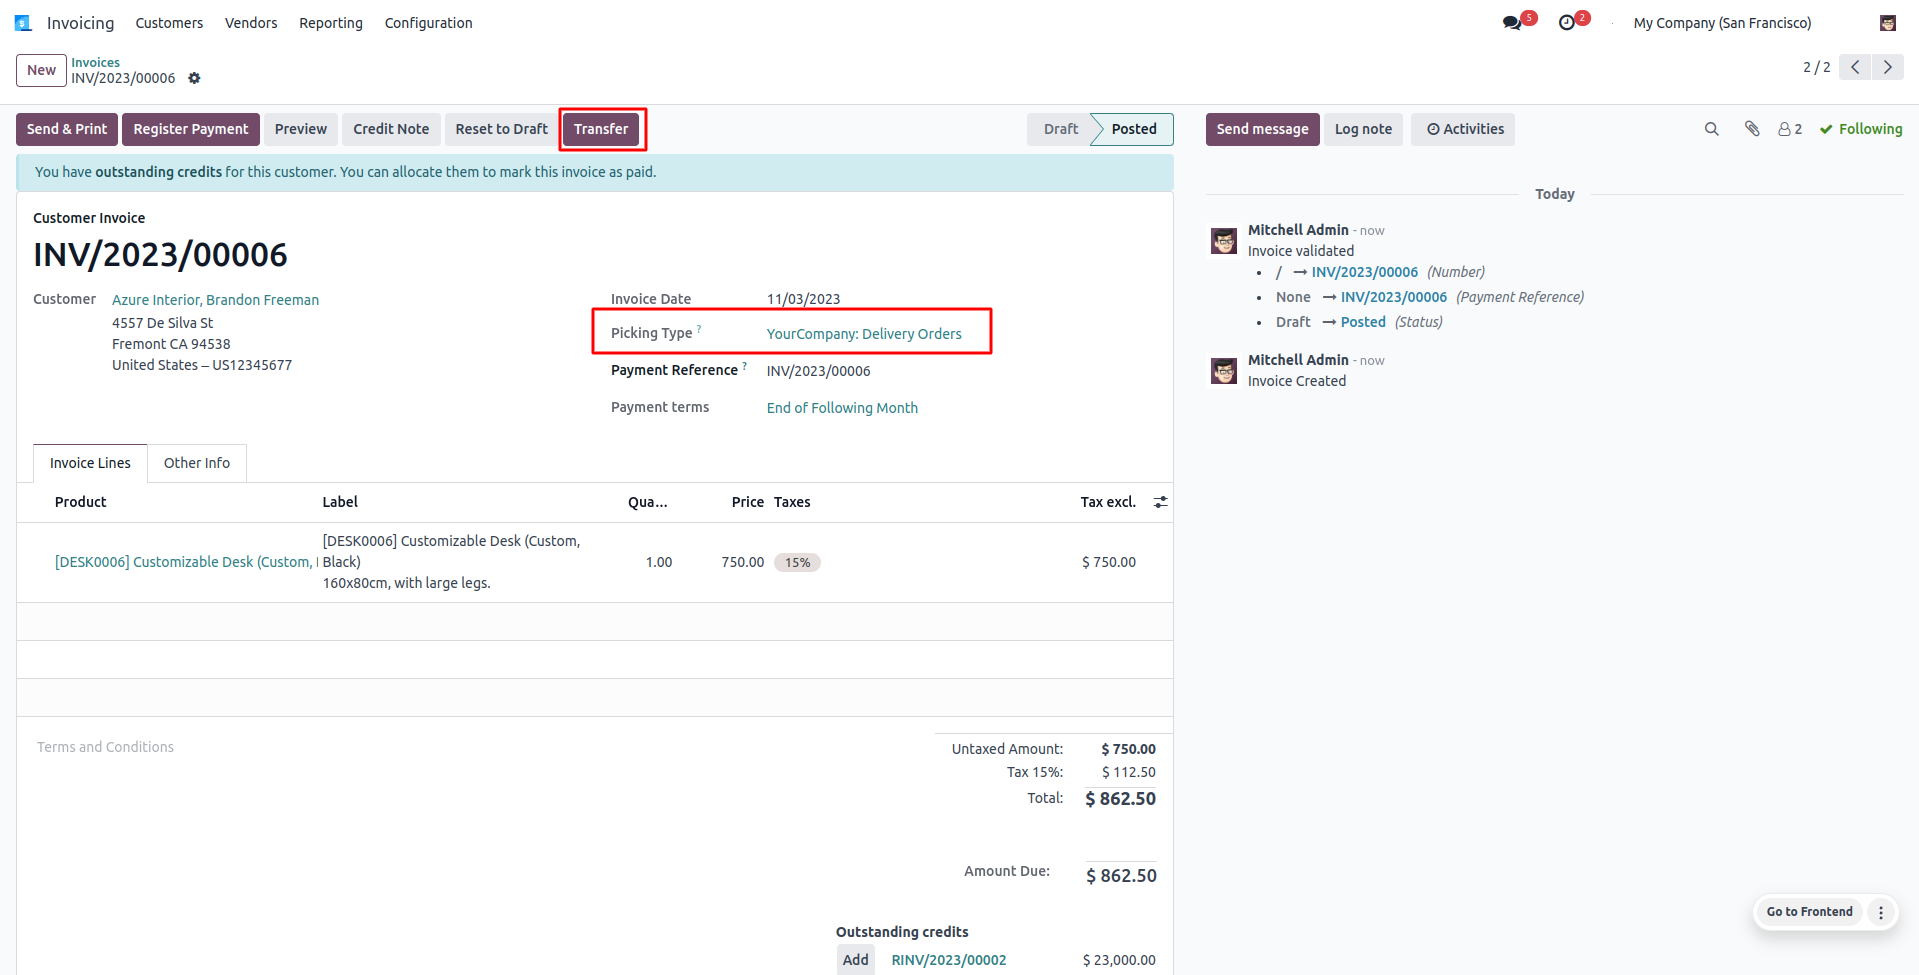 Invoicing Customers Vendors Reporting Configuration 5 2 My Company (San Francisco)
New Invoices
INV/2023/00006
2 / 2
Send & Print Register Payment Preview Credit Note Reset to Draft Transfer Draft Posted
You have outstanding credits for this customer. You can allocate them to mark this invoice as paid.
Customer Invoice
INV/2023/00006
Customer Azure Interior, Brandon Freeman
4557 De Silva St
Fremont CA 94538
United States – US12345677
Invoice Date 11/03/2023
Picking Type ? YourCompany: Delivery Orders
Payment Reference ? INV/2023/00006
Payment terms End of Following Month
Invoice Lines Other Info
Product Label Qua... Price Taxes Tax excl.
[DESK0006] Customizable Desk (Custom,
[DESK0006] Customizable Desk (Custom,
Black)
160x80cm, with large legs.
1.00 750.00 15% $ 750.00
Terms and Conditions
Untaxed Amount: $ 750.00
Tax 15%: $ 112.50
Total: $ 862.50
Amount Due: $ 862.50
Outstanding credits
Add RINV/2023/00002 $ 23,000.00
Send message Log note Activities 2 Following
Today
Mitchell Admin - now
Invoice validated
• / → INV/2023/00006 (Number)
• None → INV/2023/00006 (Payment Reference)
• Draft → Posted (Status)
Mitchell Admin - now
Invoice Created
Go to Frontend